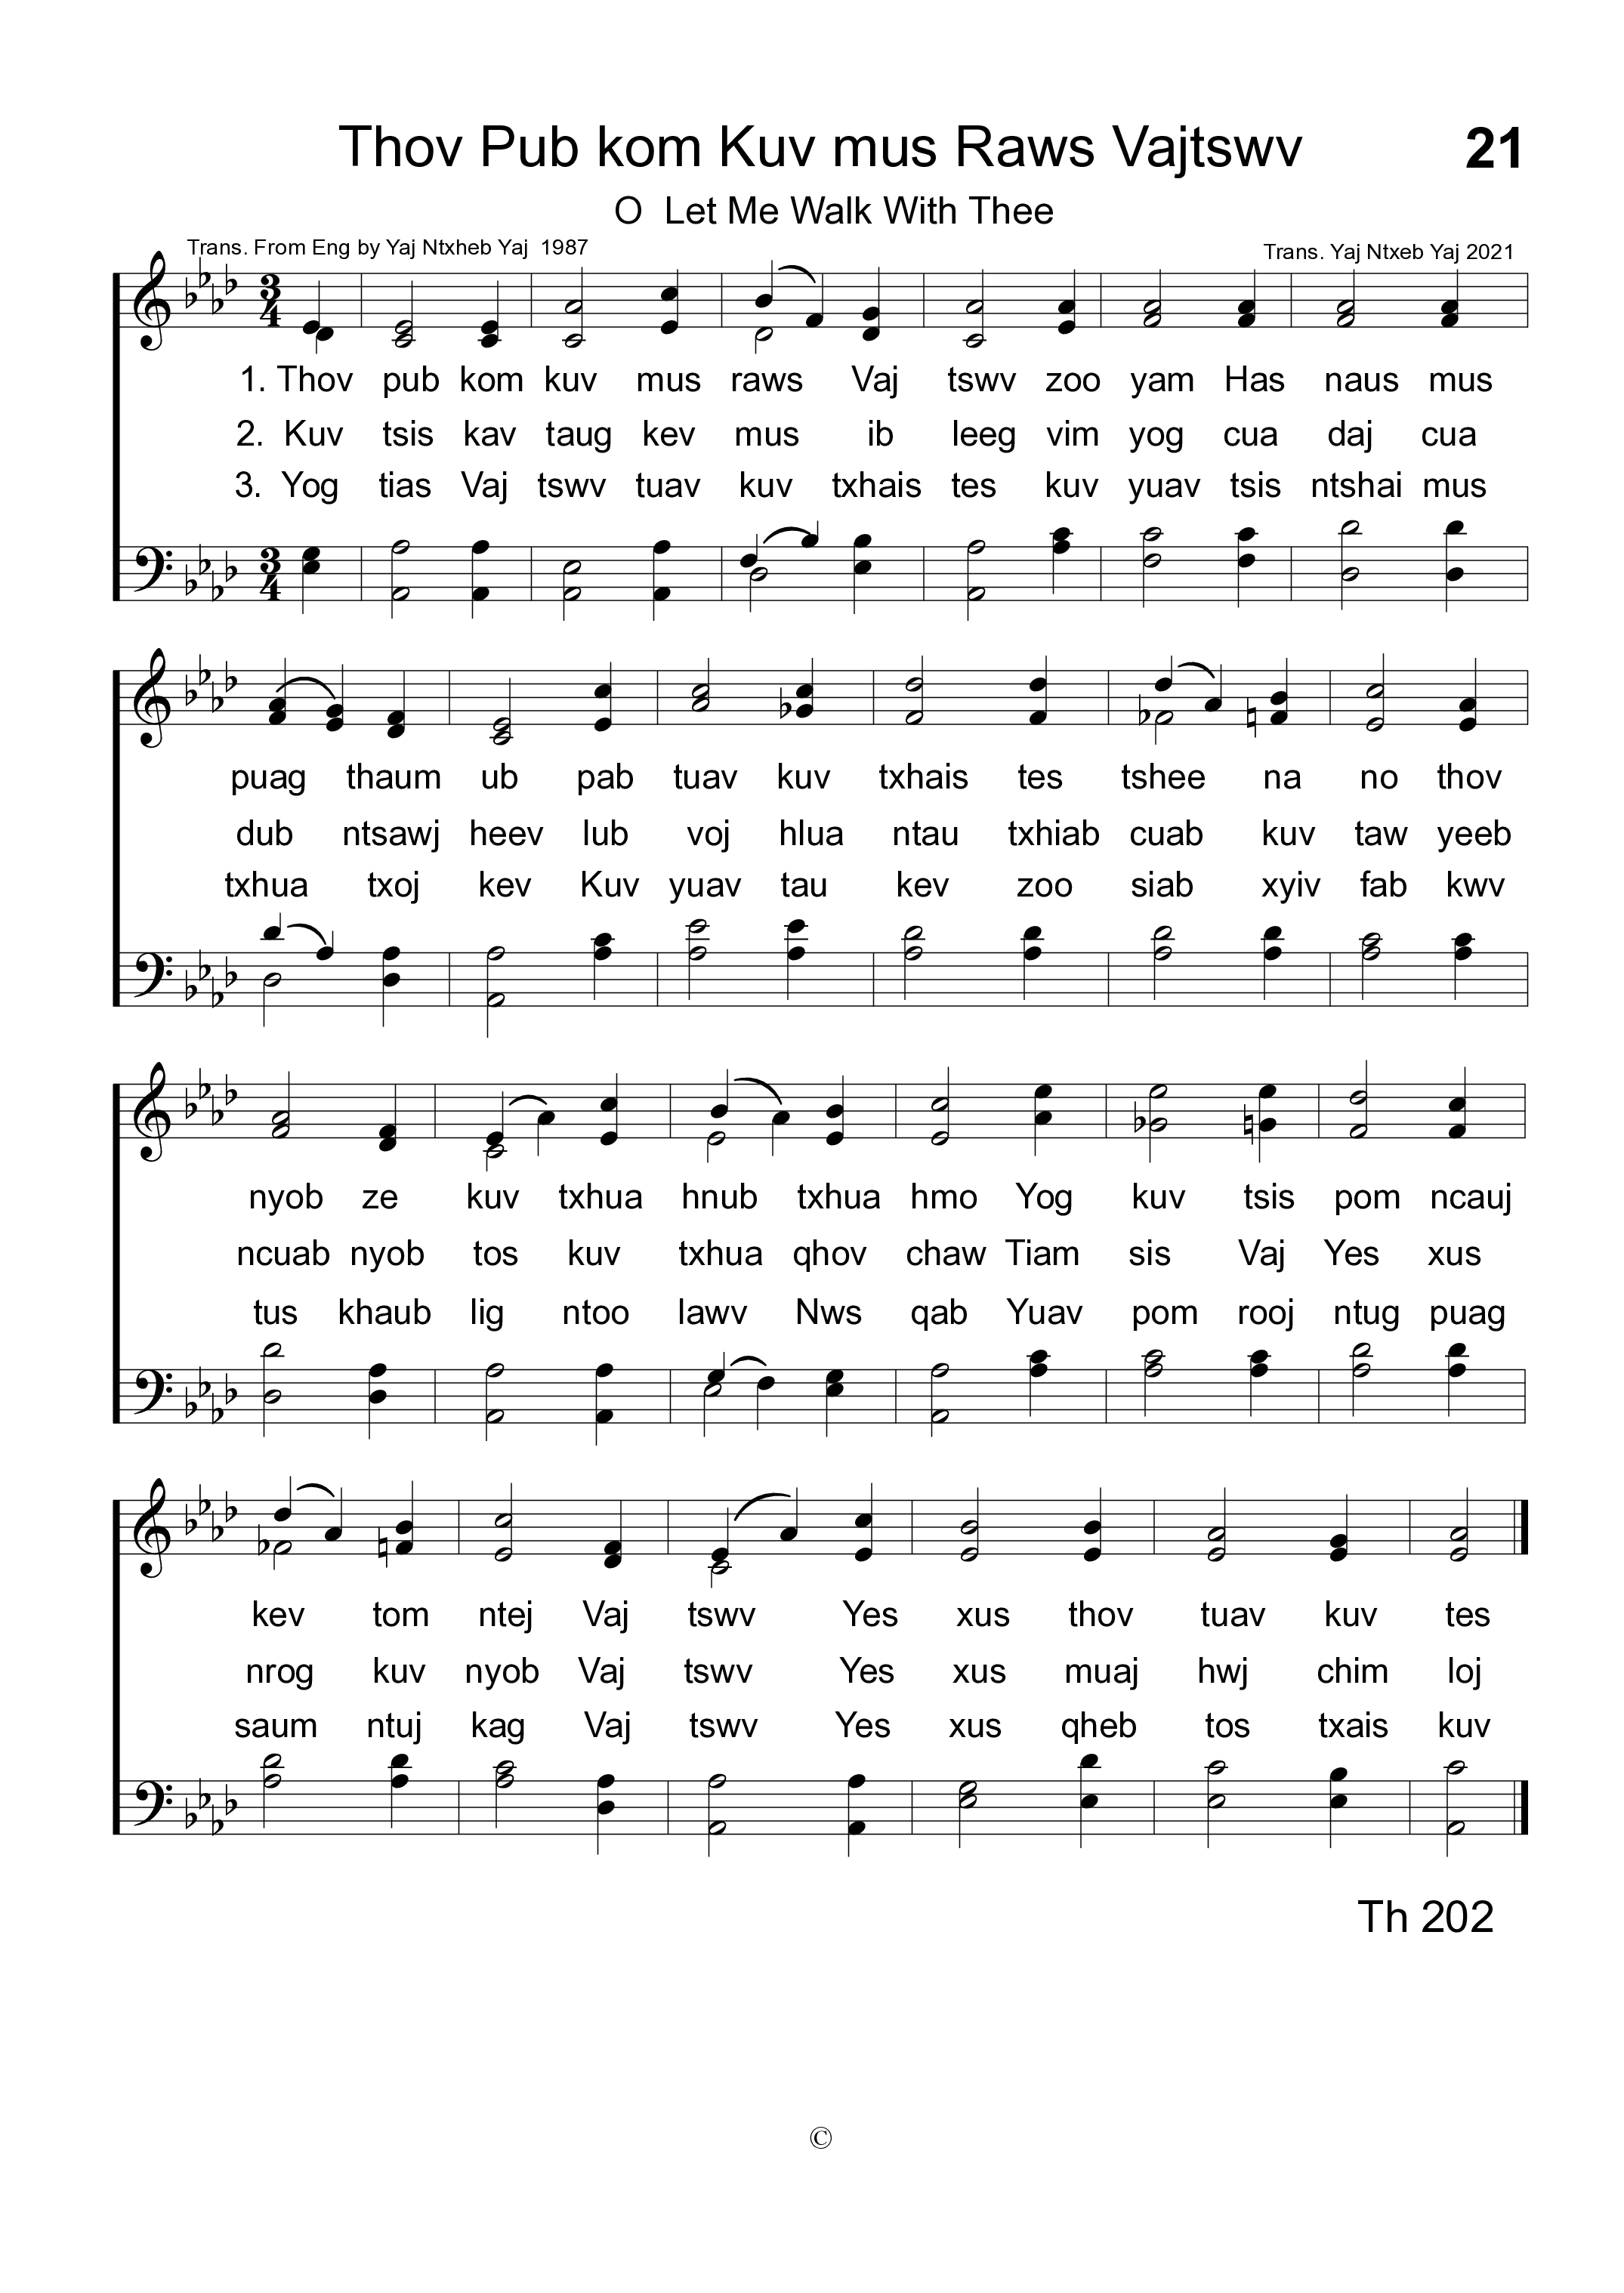 Thov Pub kom Kuv mus Raws Vajtswv 21
O Let Me Walk With Thee
Trans. From Eng by Yaj Ntxheb Yaj 1987
Trans. Yaj Ntxeb Yaj 2021
1. Thov pub kom kuv mus raws Vaj tswv zoo yam Has naus mus
2. Kuv tsis kav taug kev mus ib leeg vim yog cua daj cua
3. Yog tias Vaj tswv tuav kuv txhais tes kuv yuav tsis ntshai mus
puag thaum ub pab tuav kuv txhais tes tshee na no thov
dub ntsawj heev lub voj hlua ntau txhiab cuab kuv taw yeeb
txhua txoj kev Kuv yuav tau kev zoo siab xyiv fab kwv
nyob ze kuv txhua hnub txhua hmo Yog kuv tsis pom ncauj
ncuab nyob tos kuv txhua qhov chaw Tiam sis Vaj Yes xus
tus khaub lig ntoo lawv Nws qab Yuav pom rooj ntug puag
kev tom ntej Vaj tswv Yes xus thov tuav kuv tes
nrog kuv nyob Vaj tswv Yes xus muaj hwj chim loj
saum ntuj kag Vaj tswv Yes xus qheb tos txais kuv
Th 202
©